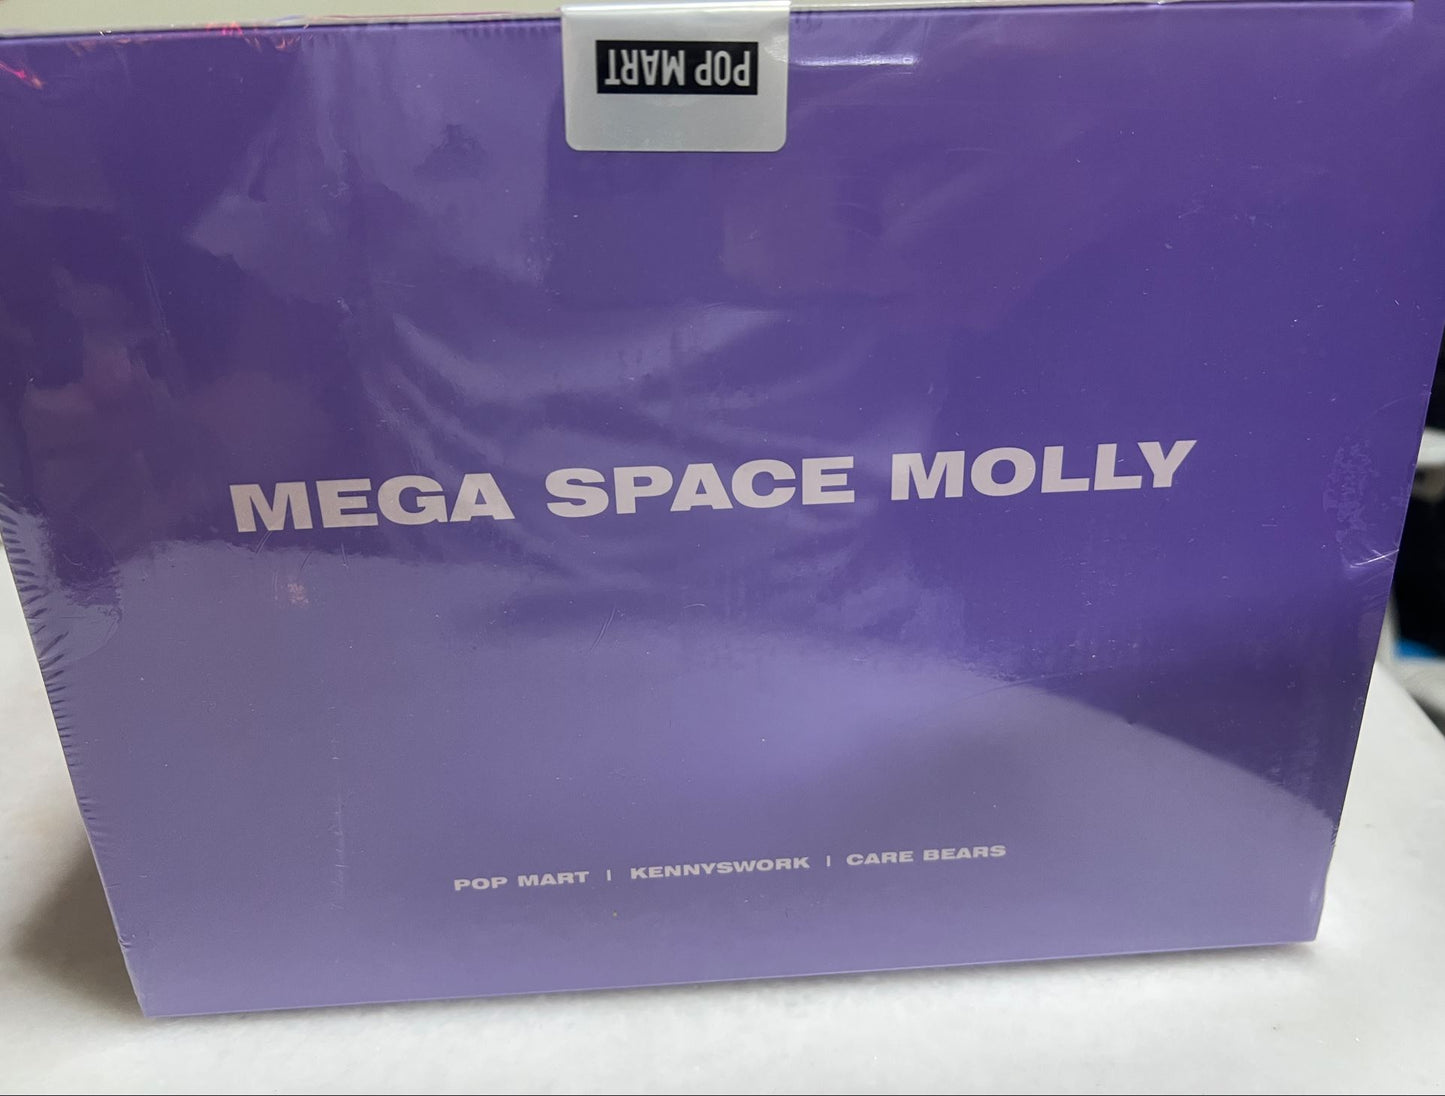 POP MART
MEGA SPACE MOLLY
POP MART | KENNYSWORK | CARE BEARS